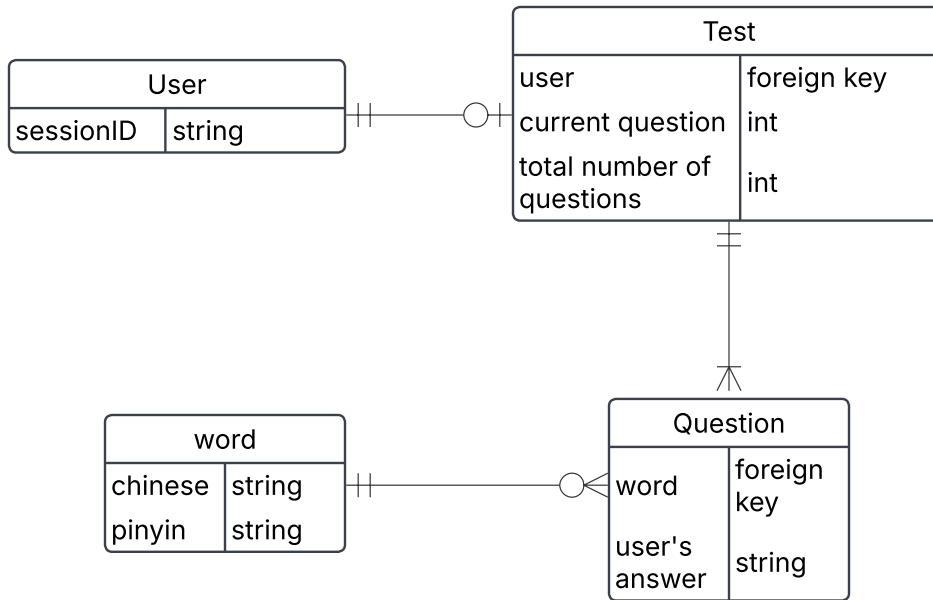 Test
user foreign key
current question int
total number of
questions int
User
sessionID string
word
chinese string
pinyin string
Question
word foreign
key
user's
answer string